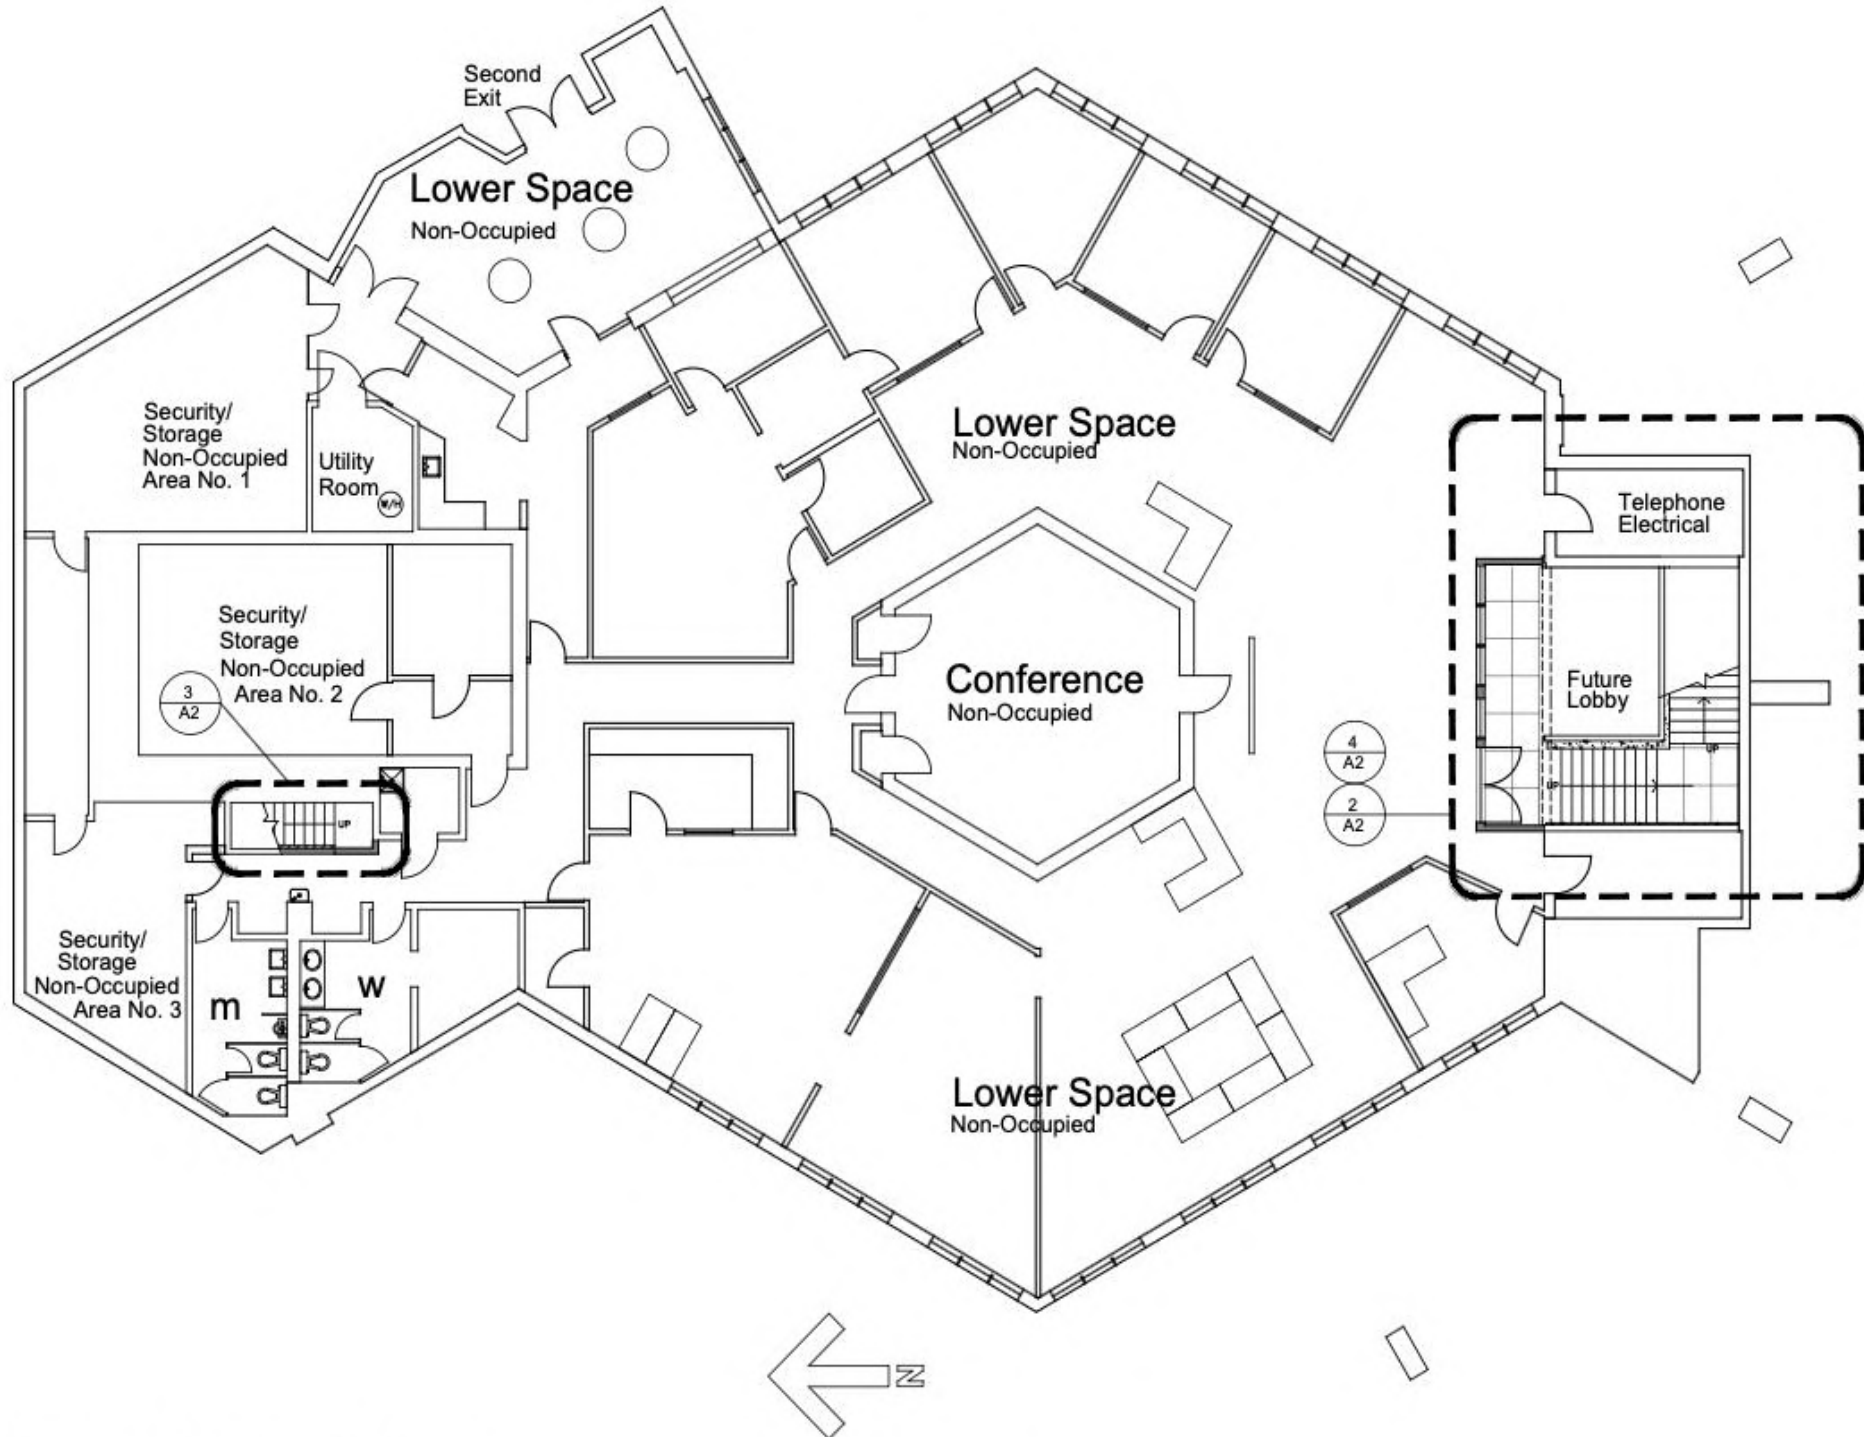 Second
Exit
Lower Space
Non-Occupied
Security/
Storage
Non-Occupied
Area No. 1
Utility
Room
W/H
Lower Space
Non-Occupied
Telephone
Electrical
Security/
Storage
Non-Occupied
Area No. 2
3
A2
Conference
Non-Occupied
Future
Lobby
4
A2
2
A2
UP
UP
UP
Security/
Storage
Non-Occupied
Area No. 3
m
w
Lower Space
Non-Occupied
N